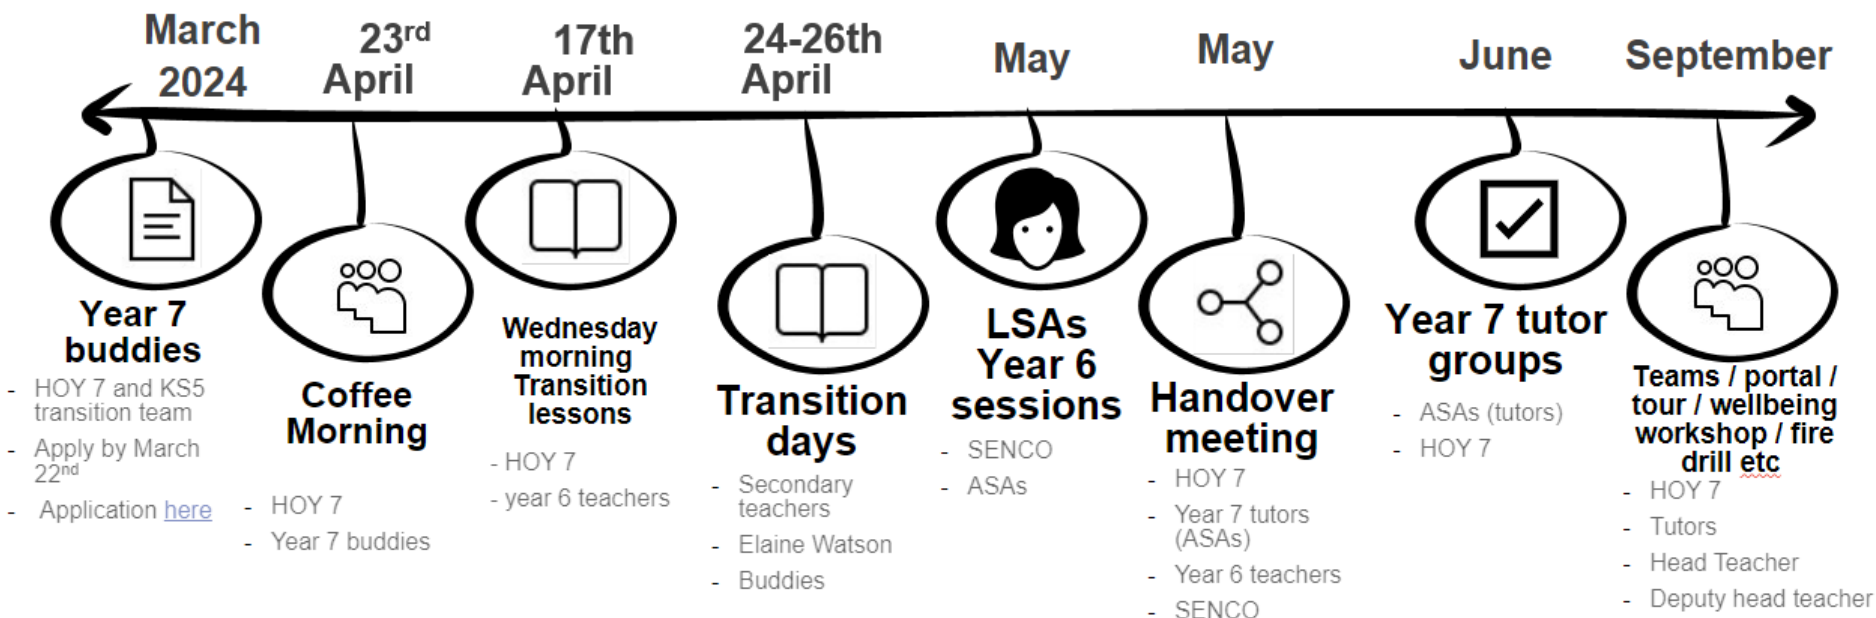 March
2024
23rd
April
17th
April
24-26th
April
May
May
June
September
Year 7
buddies
- HOY 7 and KS5
transition team
- Apply by March
22nd
- Application here
Coffee
Morning
- HOY 7
- Year 7 buddies
Wednesday
morning
Transition
lessons
- HOY 7
- year 6 teachers
Transition
days
- Secondary
teachers
- Elaine Watson
- Buddies
LSAs
Year 6
sessions
- SENCO
- ASAs
Handover
meeting
- HOY 7
- Year 7 tutors
(ASAs)
- Year 6 teachers
- SENCO
Year 7 tutor
groups
- ASAs (tutors)
- HOY 7
Teams / portal /
tour / wellbeing
workshop / fire
drill etc
- HOY 7
- Tutors
- Head Teacher
- Deputy head teacher